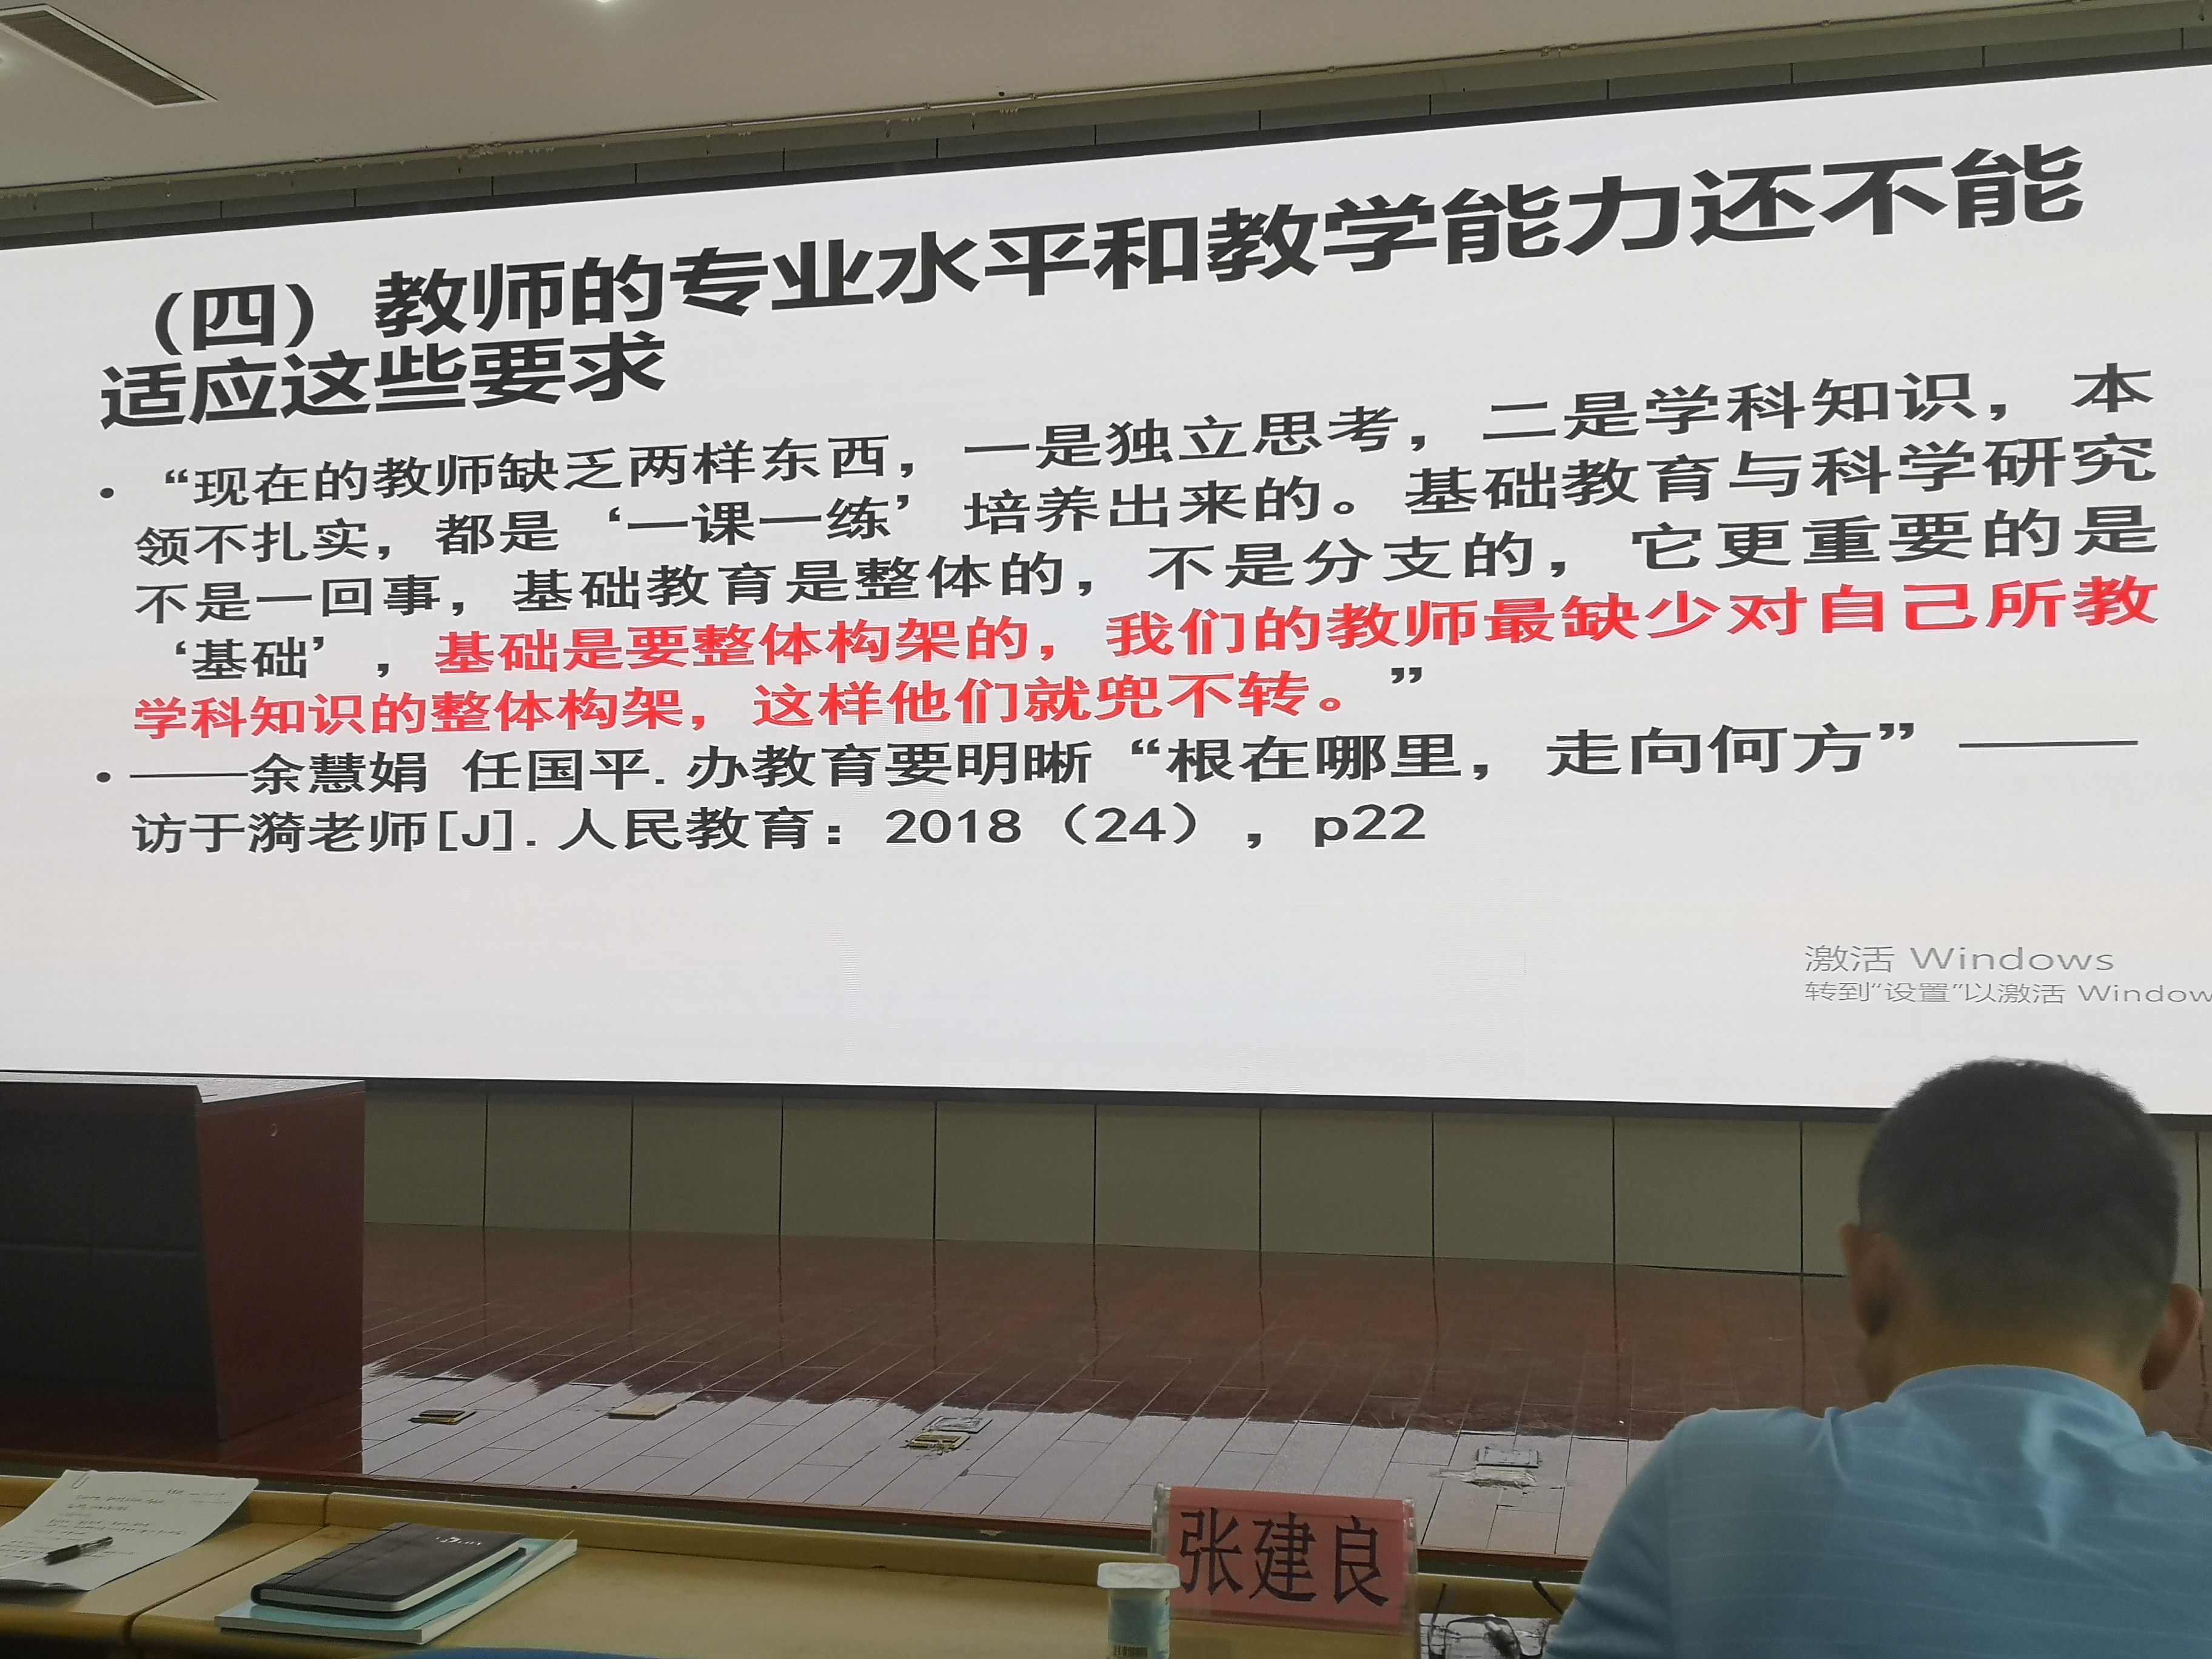 （四）教师的专业水平和教学能力还不能
适应这些要求
• “现在的教师缺乏两样东西，一是独立思考，二是学科知识，本
领不扎实，都是‘一课一练’培养出来的。基础教育与科学研究
不是一回事，基础教育是整体的，不是分支的，它更重要的是
‘基础’，基础是要整体构架的，我们的教师最缺少对自己所教
学科知识的整体构架，这样他们就兜不转。”
• ——余慧娟 任国平. 办教育要明晰“根在哪里，走向何方”——
访于漪老师[J]. 人民教育：2018（24），p22
激活 Windows
转到“设置”以激活 Window
张建良